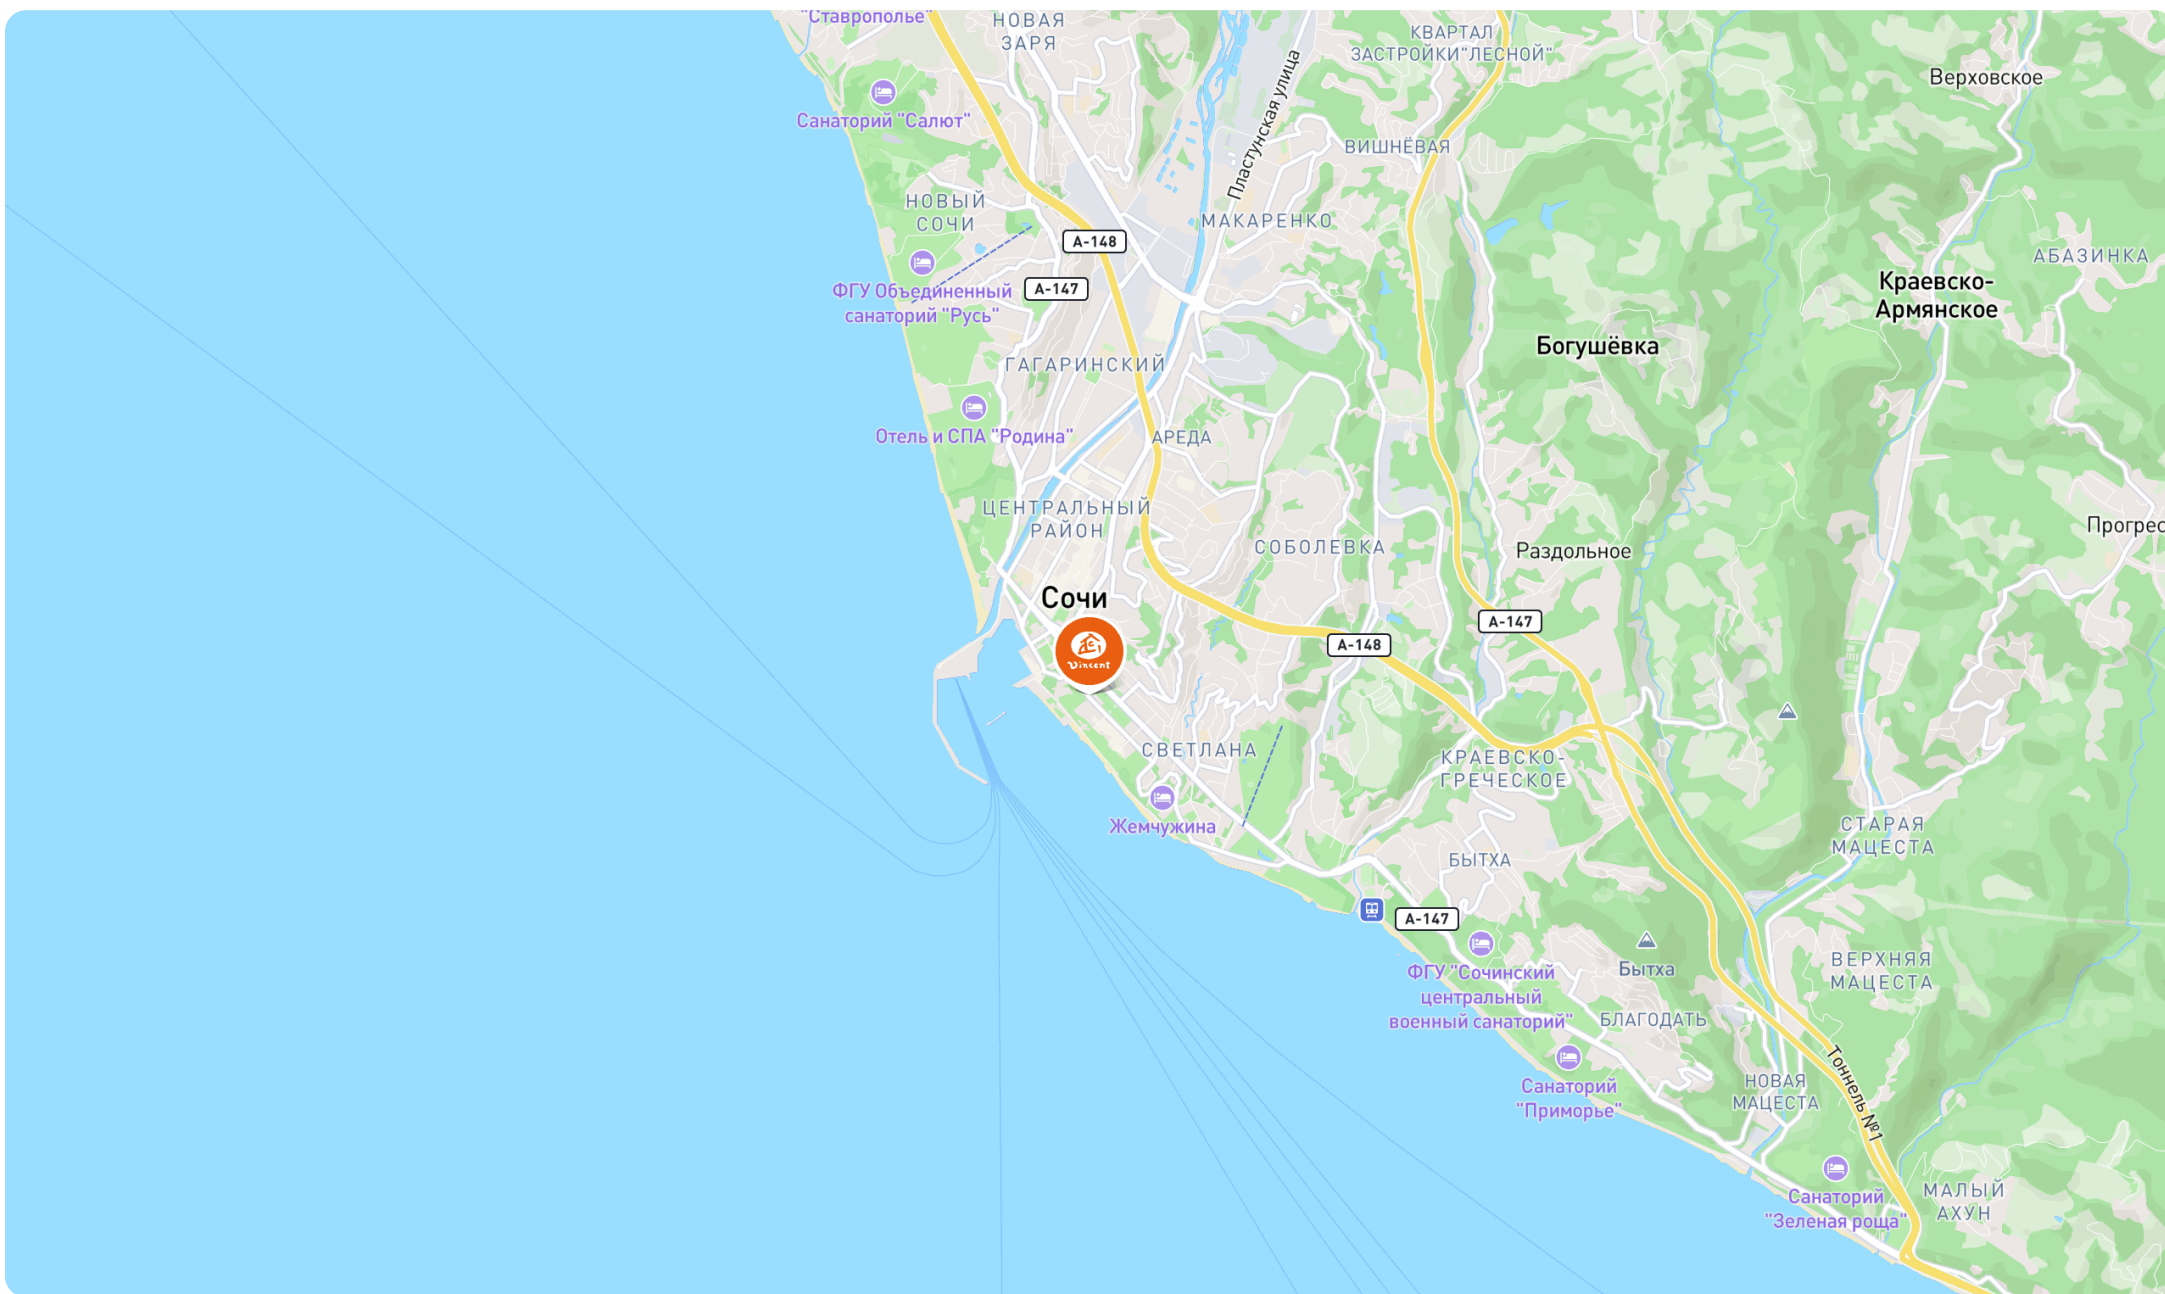 "Ставрополье"
НОВАЯ
ЗАРЯ
КВАРТАЛ
ЗАСТРОЙКИ"ЛЕСНОЙ"
Верховское
Санаторий "Салют"
Пластунская улица
ВИШНЁВАЯ
НОВЫЙ
СОЧИ
МАКАРЕНКО
А-148
АБАЗИНКА
А-147
ФГУ Объединенный
санаторий "Русь"
Краевско-
Армянское
Богушёвка
ГАГАРИНСКИЙ
Отель и СПА "Родина"
АРЕДА
ЦЕНТРАЛЬНЫЙ
РАЙОН
Прогрес
СОБОЛЕВКА
Раздольное
Сочи
А-147
А-148
Vincent
СВЕТЛАНА
КРАЕВСКО-
ГРЕЧЕСКОЕ
Жемчужина
СТАРАЯ
МАЦЕСТА
БЫТХА
А-147
ФГУ "Сочинский
центральный
военный санаторий"
Бытха
ВЕРХНЯЯ
МАЦЕСТА
БЛАГОДАТЬ
Санаторий
"Приморье"
НОВАЯ
МАЦЕСТА
Тоннель №1
Санаторий
"Зеленая роща"
МАЛЫЙ
АХУН